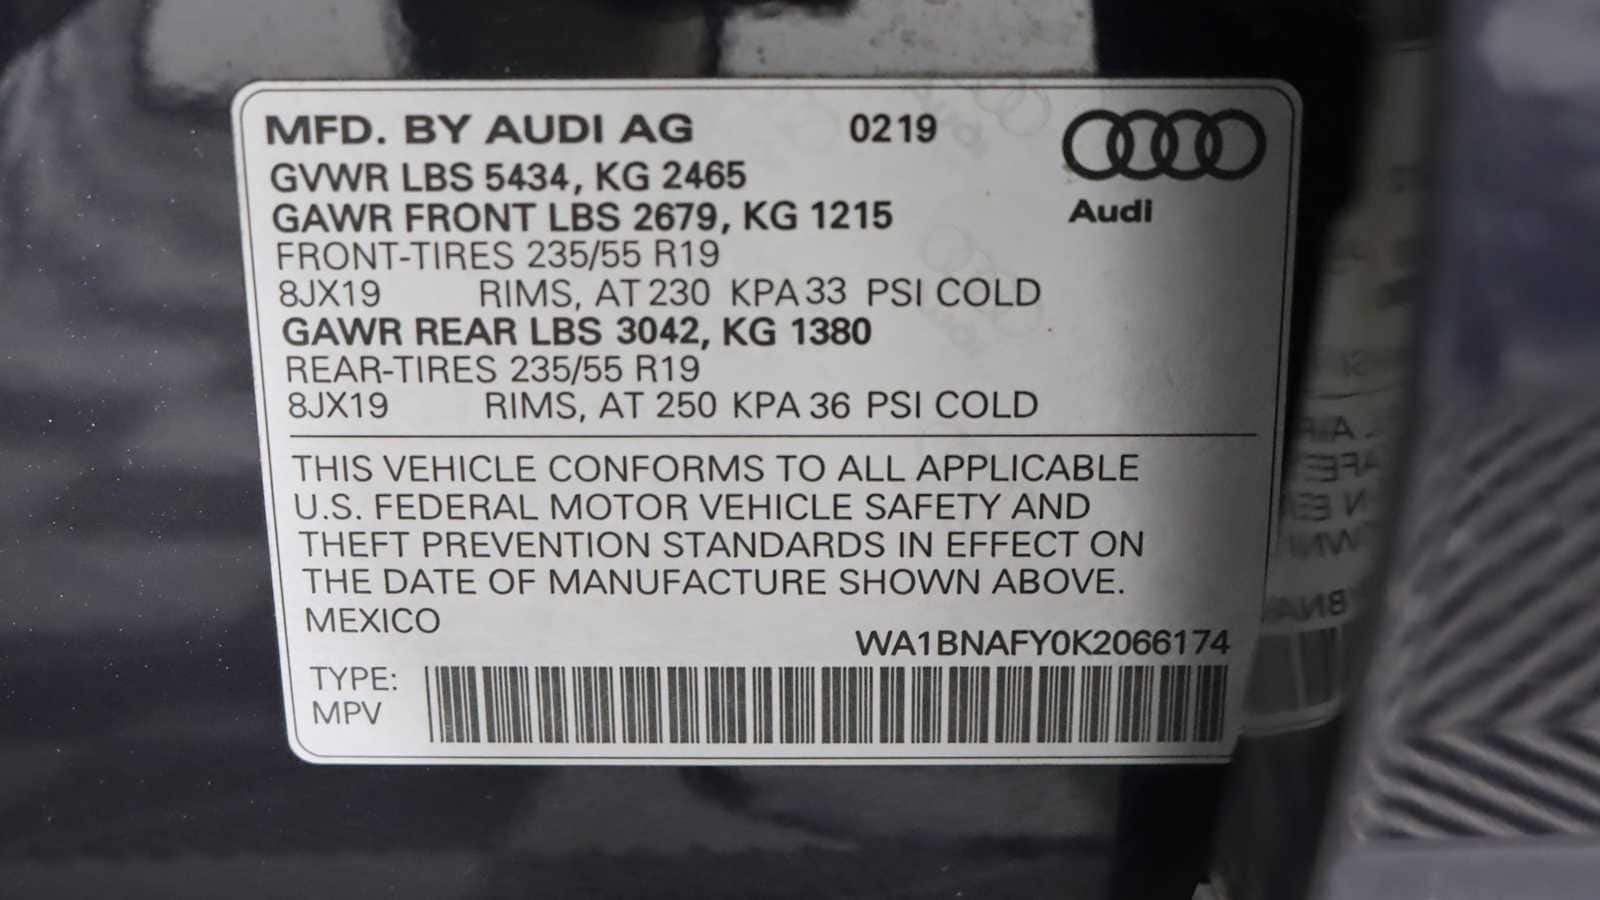 MFD. BY AUDI AG 0219
GVWR LBS 5434, KG 2465
GAWR FRONT LBS 2679, KG 1215
Audi
FRONT-TIRES 235/55 R19
8JX19 RIMS, AT 230 KPA 33 PSI COLD
GAWR REAR LBS 3042, KG 1380
REAR-TIRES 235/55 R19
8JX19 RIMS, AT 250 KPA 36 PSI COLD
THIS VEHICLE CONFORMS TO ALL APPLICABLE
U.S. FEDERAL MOTOR VEHICLE SAFETY AND
THEFT PREVENTION STANDARDS IN EFFECT ON
THE DATE OF MANUFACTURE SHOWN ABOVE.
MEXICO
WA1BNAFY0K2066174
TYPE:
MPV